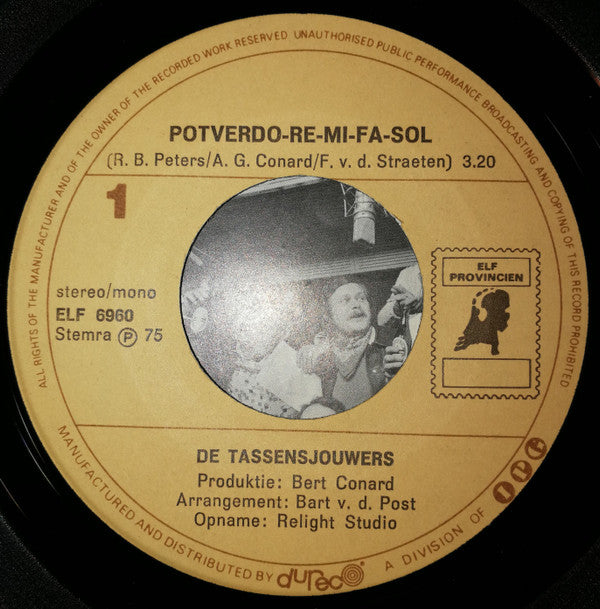 ALL RIGHTS OF THE MANUFACTURER AND OF THE OWNER OF THE RECORDED WORK RESERVED UNAUTHORISED PUBLIC PERFORMANCE BROADCASTING AND COPYING OF THIS RECORD PROHIBITED
POTVERDO-RE-MI-FA-SOL
(R. B. Peters/A. G. Conard/F. v. d. Straeten) 3.20
1
stereo/mono
ELF 6960
Stemra Ⓟ 75
ELF
PROVINCIEN
DE TASSENSJOUWERS
Produktie: Bert Conard
Arrangement: Bart v. d. Post
Opname: Relight Studio
MANUFACTURED AND DISTRIBUTED BY dureco A DIVISION OF